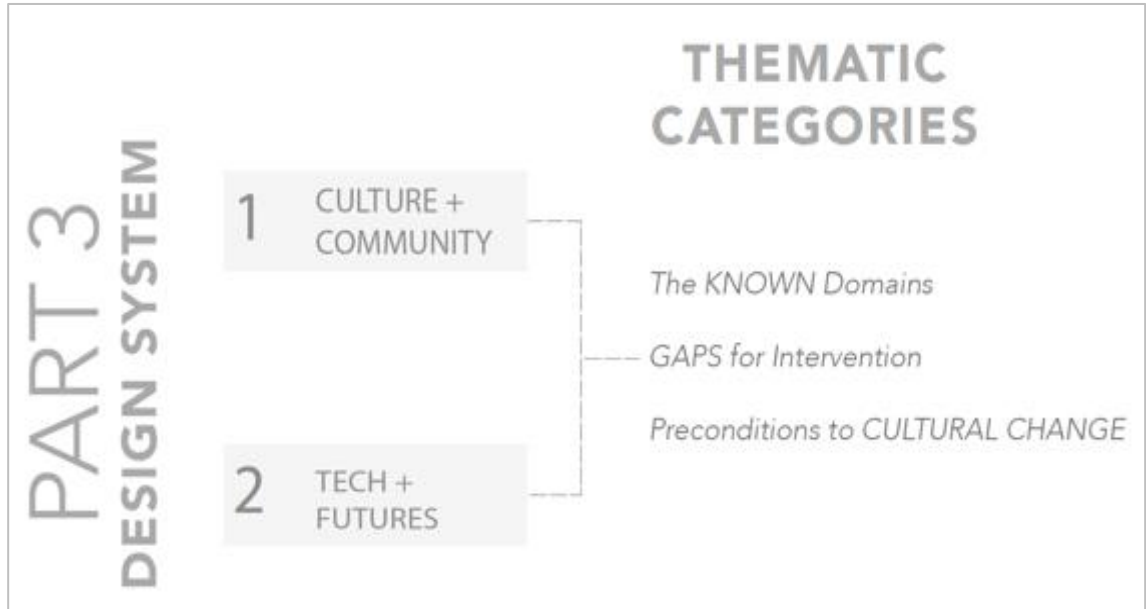 PART 3
DESIGN SYSTEM
THEMATIC
CATEGORIES
1
CULTURE +
COMMUNITY
The KNOWN Domains
GAPS for Intervention
Preconditions to CULTURAL CHANGE
2
TECH +
FUTURES